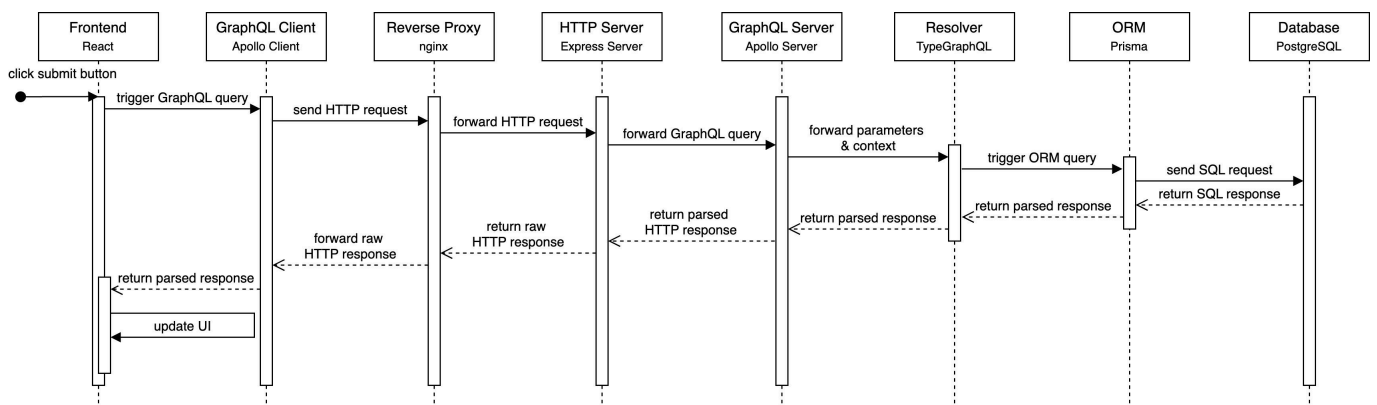 Frontend
React
GraphQL Client
Apollo Client
Reverse Proxy
nginx
HTTP Server
Express Server
GraphQL Server
Apollo Server
Resolver
TypeGraphQL
ORM
Prisma
Database
PostgreSQL
click submit button
trigger GraphQL query
send HTTP request
forward HTTP request
forward GraphQL query
forward parameters
& context
trigger ORM query
send SQL request
return SQL response
return parsed response
return parsed response
return parsed
HTTP response
return raw
HTTP response
forward raw
HTTP response
return parsed response
update UI